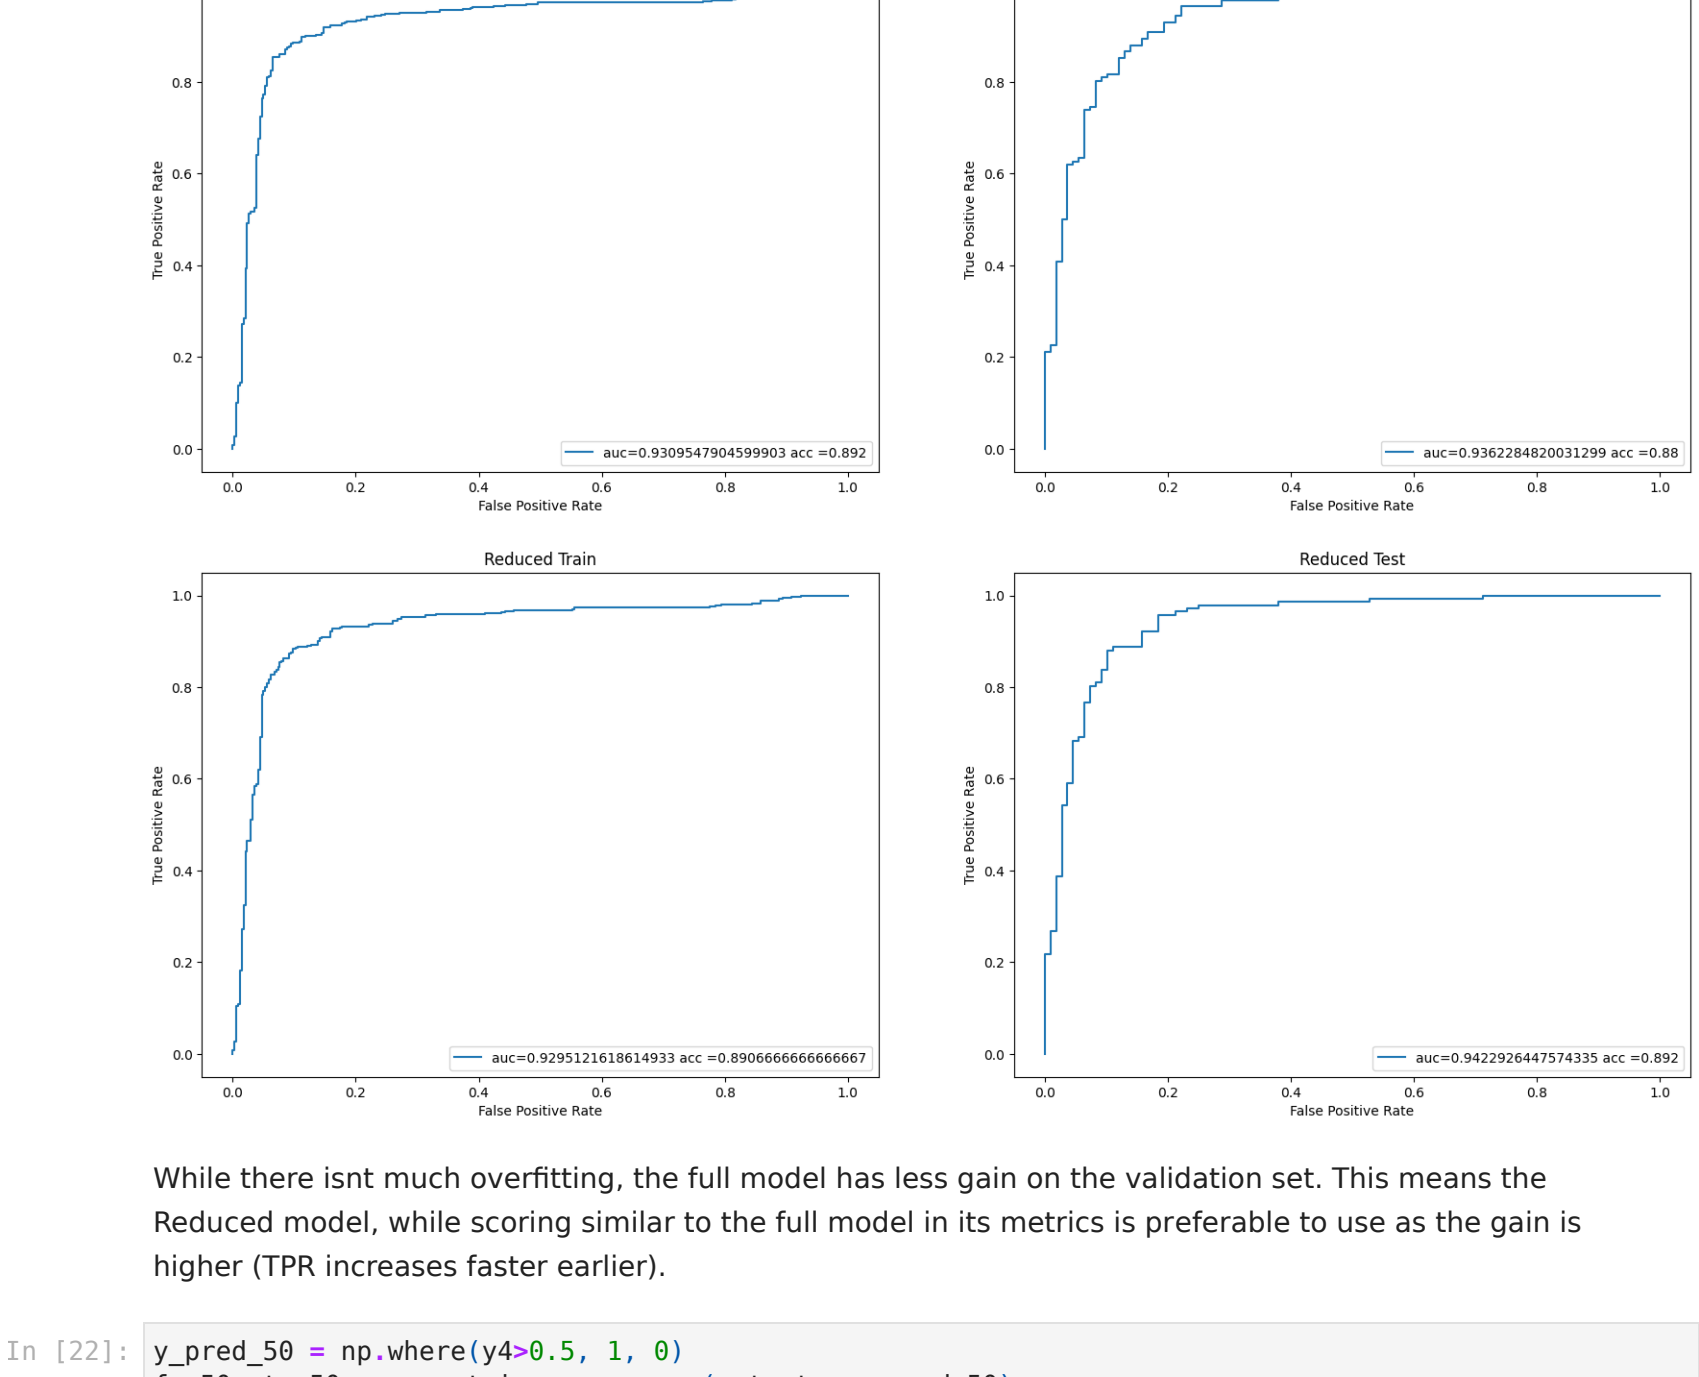 0.8
0.6
0.4
0.2
0.0
True Positive Rate
auc=0.9309547904599903 acc =0.892
0.0 0.2 0.4 0.6 0.8 1.0
False Positive Rate
0.8
0.6
0.4
0.2
0.0
True Positive Rate
auc=0.9362284820031299 acc =0.88
0.0 0.2 0.4 0.6 0.8 1.0
False Positive Rate
Reduced Train
1.0
0.8
0.6
0.4
0.2
0.0
True Positive Rate
auc=0.9295121618614933 acc =0.8906666666666667
0.0 0.2 0.4 0.6 0.8 1.0
False Positive Rate
Reduced Test
1.0
0.8
0.6
0.4
0.2
0.0
True Positive Rate
auc=0.9422926447574335 acc =0.892
0.0 0.2 0.4 0.6 0.8 1.0
False Positive Rate
While there isnt much overfitting, the full model has less gain on the validation set. This means the
Reduced model, while scoring similar to the full model in its metrics is preferable to use as the gain is
higher (TPR increases faster earlier).
In [22]:
y_pred_50 = np.where(y4>0.5, 1, 0)